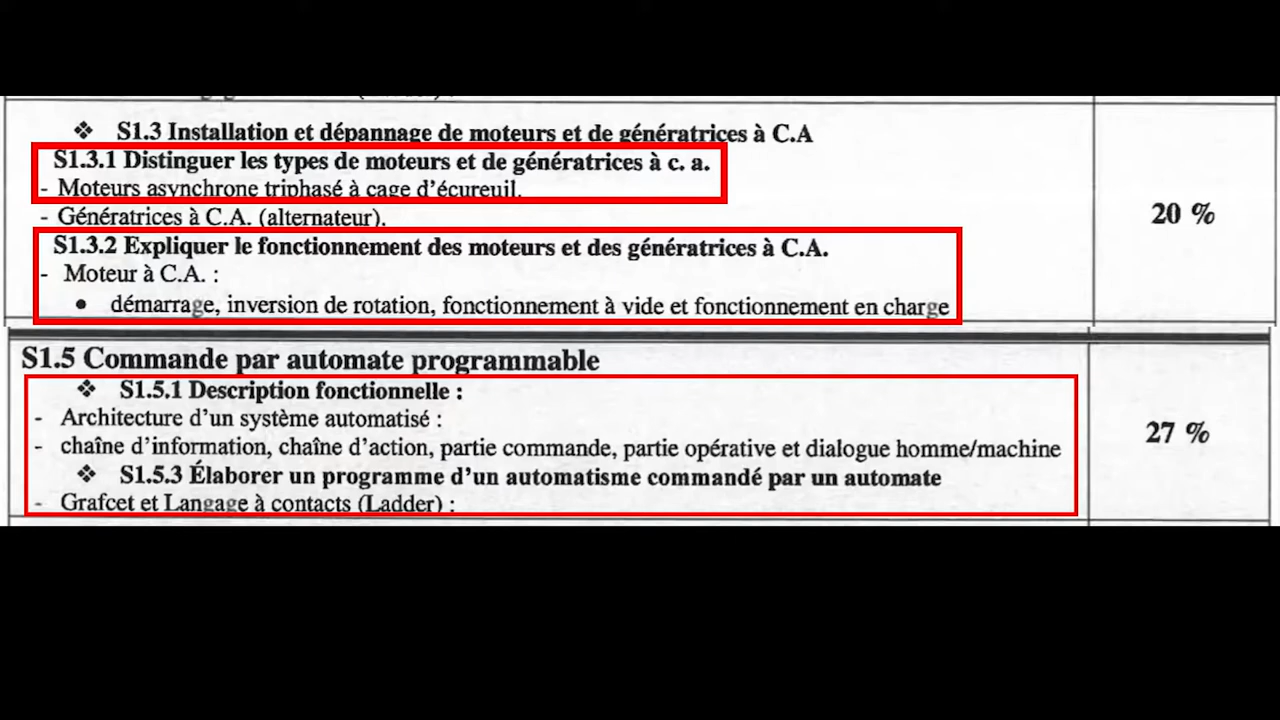 ❖ S1.3 Installation et dépannage de moteurs et de génératrices à C.A
S1.3.1 Distinguer les types de moteurs et de génératrices à c. a.
- Moteurs asynchrone triphasé à cage d'écureuil.
- Génératrices à C.A. (alternateur).
20 %
S1.3.2 Expliquer le fonctionnement des moteurs et des génératrices à C.A.
- Moteur à C.A. :
• démarrage, inversion de rotation, fonctionnement à vide et fonctionnement en charge
S1.5 Commande par automate programmable
❖ S1.5.1 Description fonctionnelle :
- Architecture d'un système automatisé :
27 %
- chaîne d'information, chaîne d'action, partie commande, partie opérative et dialogue homme/machine
❖ S1.5.3 Élaborer un programme d'un automatisme commandé par un automate
- Grafcet et Langage à contacts (Ladder) :